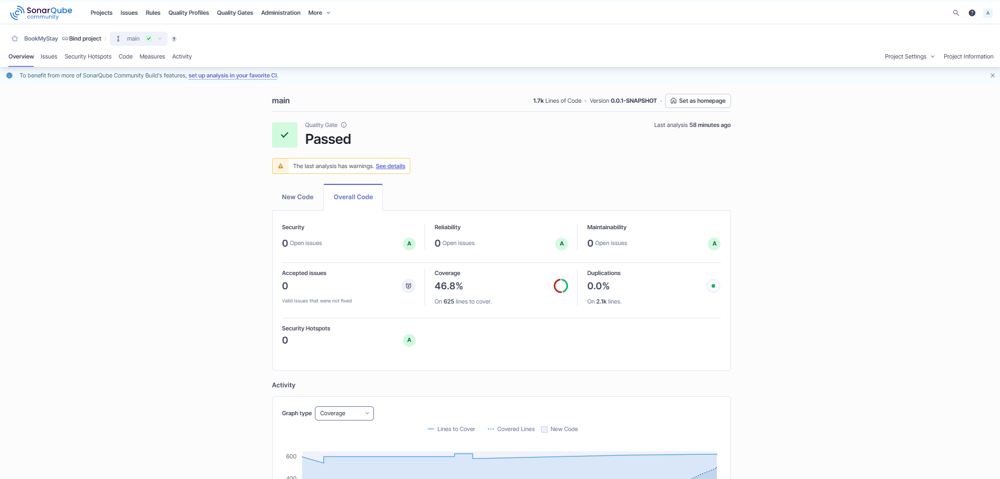 SonarQube community Projects Issues Rules Quality Profiles Quality Gates Administration More ? A
BookMyStay Bind project / main ?
Overview Issues Security Hotspots Code Measures Activity Project Settings Project Information
To benefit from more of SonarQube Community Build's features, set up analysis in your favorite CI.
main 1.7k Lines of Code Version 0.0.1-SNAPSHOT Set as homepage
Quality Gate Last analysis 58 minutes ago
Passed
The last analysis has warnings. See details
New Code Overall Code
Security Reliability Maintainability
0 Open issues A 0 Open issues A 0 Open issues A
Accepted issues Coverage Duplications
0 46.8% 0.0%
Valid issues that were not fixed On 625 lines to cover. On 2.1k lines.
Security Hotspots
0 A
Activity
Graph type Coverage
Lines to Cover Covered Lines New Code
600
400